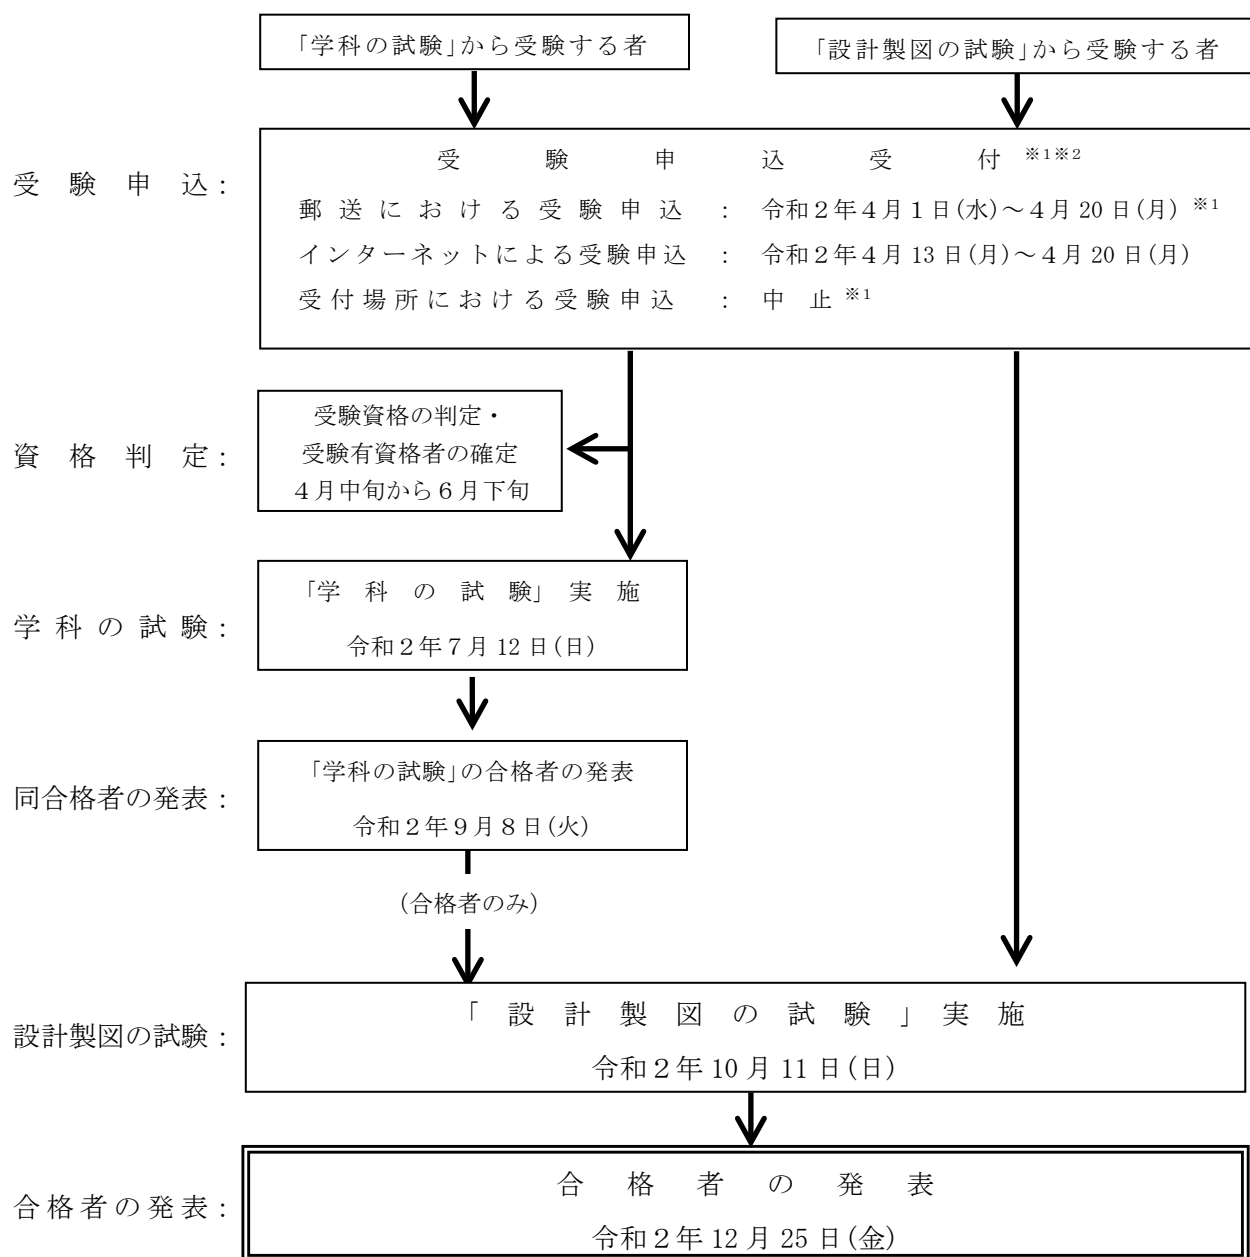 「学科の試験」から受験する者
「設計製図の試験」から受験する者
受験申込：
受験申込受付※1※2
郵送における受験申込：令和２年４月１日(水)～４月20日(月)※1
インターネットによる受験申込：令和２年４月13日(月)～４月20日(月)
受付場所における受験申込：中止※1
資格判定：
受験資格の判定・
受験有資格者の確定
４月中旬から６月下旬
学科の試験：
「学科の試験」実施
令和２年７月12日(日)
同合格者の発表：
「学科の試験」の合格者の発表
令和２年９月８日(火)
(合格者のみ)
設計製図の試験：
「設計製図の試験」実施
令和２年10月11日(日)
合格者の発表：
合格者の発表
令和２年12月25日(金)